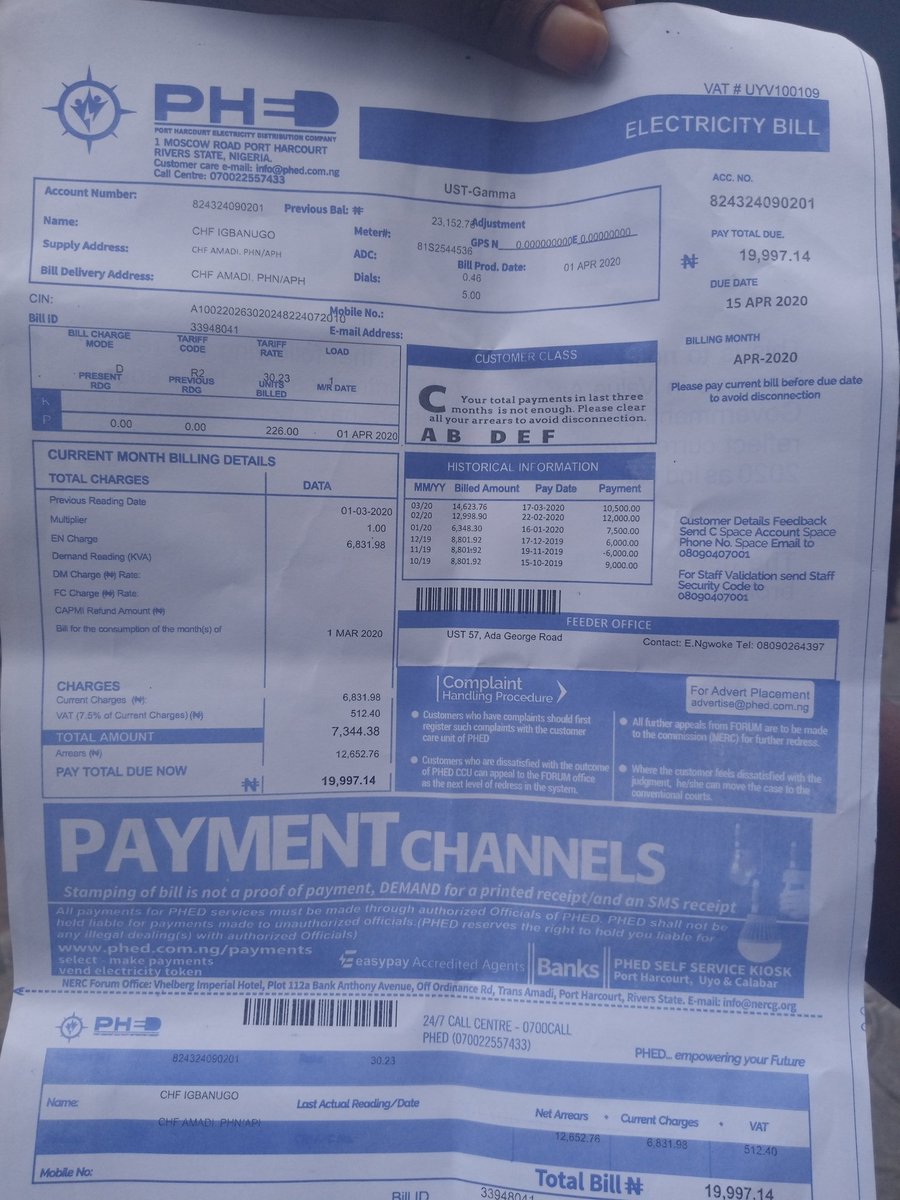 VAT # UYV100109
PHED
PORT HARCOURT ELECTRICITY DISTRIBUTION COMPANY
1 MOSCOW ROAD PORT HARCOURT
RIVERS STATE, NIGERIA.
Customer care e-mail: info@phed.com.ng
Call Centre: 070022557433
ELECTRICITY BILL
UST-Gamma
Account Number: 824324090201 Previous Bal: ₦ 23,152.76 Adjustment
Name: CHF IGBANUGO Meter#: 81S2544536 GPS N 0.000000000E 0.00000000
Supply Address: CHF AMADI. PHN/APH ADC: 0.46 Bill Prod. Date: 01 APR 2020
Bill Delivery Address: CHF AMADI. PHN/APH Dials: 5.00
ACC. NO.
824324090201
PAY TOTAL DUE.
₦ 19,997.14
DUE DATE
15 APR 2020
BILLING MONTH
APR-2020
Please pay current bill before due date
to avoid disconnection
CIN: A100220263020248224072010 Mobile No.:
Bill ID 33948041 E-mail Address:
BILL CHARGE MODE TARIFF CODE TARIFF RATE LOAD
D R2 30.23 1
PRESENT RDG PREVIOUS RDG UNITS BILLED M/R DATE
K
P 0.00 0.00 226.00 01 APR 2020
CUSTOMER CLASS
C Your total payments in last three
months is not enough. Please clear
all your arrears to avoid disconnection.
A B D E F
CURRENT MONTH BILLING DETAILS
TOTAL CHARGES DATA
Previous Reading Date 01-03-2020
Multiplier 1.00
EN Charge 6,831.98
Demand Reading (KVA)
DM Charge (₦) Rate:
FC Charge (₦) Rate:
CAPMI Refund Amount (₦)
Bill for the consumption of the month(s) of 1 MAR 2020
CHARGES
Current Charges (₦): 6,831.98
VAT (7.5% of Current Charges) (₦) 512.40
TOTAL AMOUNT 7,344.38
Arrears (₦) 12,652.76
PAY TOTAL DUE NOW ₦ 19,997.14
HISTORICAL INFORMATION
MM/YY Billed Amount Pay Date Payment
03/20 14,623.76 17-03-2020 10,500.00
02/20 12,998.90 22-02-2020 12,000.00
01/20 6,348.30 16-01-2020 7,500.00
12/19 8,801.92 17-12-2019 6,000.00
11/19 8,801.92 19-11-2019 -6,000.00
10/19 8,801.92 15-10-2019 9,000.00
Customer Details Feedback
Send C Space Account Space
Phone No. Space Email to
08090407001
For Staff Validation send Staff
Security Code to
08090407001
FEEDER OFFICE
UST 57, Ada George Road Contact: E.Ngwoke Tel: 08090264397
Complaint
Handling Procedure
For Advert Placement
advertise@phed.com.ng
● Customers who have complaints should first
register such complaints with the customer
care unit of PHED
● Customers who are dissatisfied with the outcome
of PHED CCU can appeal to the FORUM office
as the next level of redress in the system.
● All further appeals from FORUM are to be made
to the commission (NERC) for further redress.
● Where the customer feels dissatisfied with the
judgment, he/she can move the case to the
conventional courts.
PAYMENT CHANNELS
Stamping of bill is not a proof of payment, DEMAND for a printed receipt/and an SMS receipt
All payments for PHED services must be made through authorized Officials of PHED. PHED shall not be
held liable for payments made to unauthorized officials.(PHED reserves the right to hold you liable for
any illegal dealing(s) with authorized Officials)
www.phed.com.ng/payments
select - make payments
vend electricity token
easypay Accredited Agents
Banks
PHED SELF SERVICE KIOSK
Port Harcourt, Uyo & Calabar
NERC Forum Office: Vhelberg Imperial Hotel, Plot 112a Bank Anthony Avenue, Off Ordinance Rd, Trans Amadi, Port Harcourt, Rivers State. E-mail: info@nercg.org
PHED
24/7 CALL CENTRE - 0700CALL
PHED (070022557433)
PHED... empowering your Future
824324090201 30.23
Name: CHF IGBANUGO Last Actual Reading/Date
CHF AMADI PHN/AP
Net Arrears • Current Charges • VAT
12,652.76 6,831.98 512.40
Mobile No: Total Bill ₦ 19,997.14
Bill ID 33948041